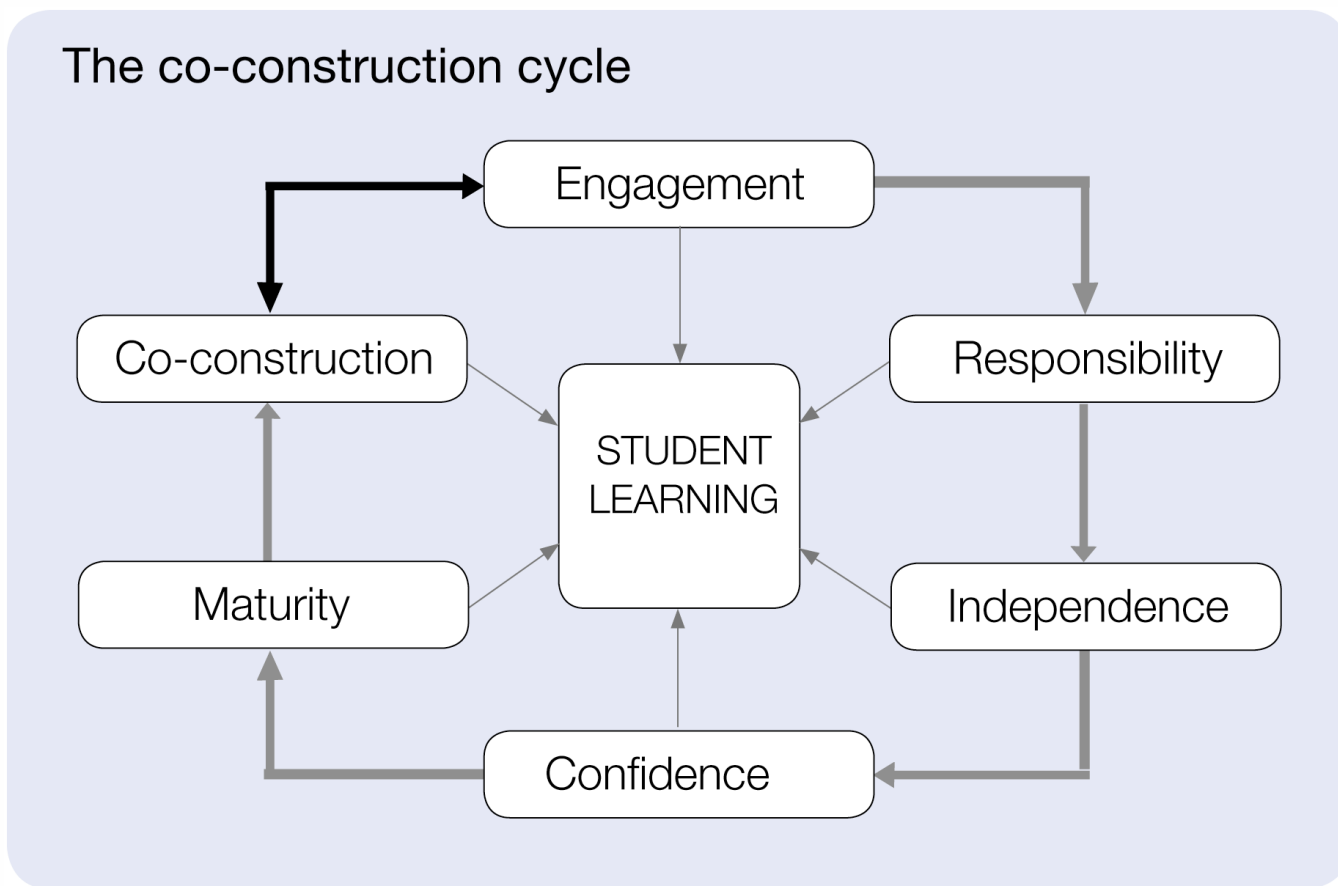 The co-construction cycle
Engagement
Co-construction
Responsibility
STUDENT
LEARNING
Maturity
Independence
Confidence